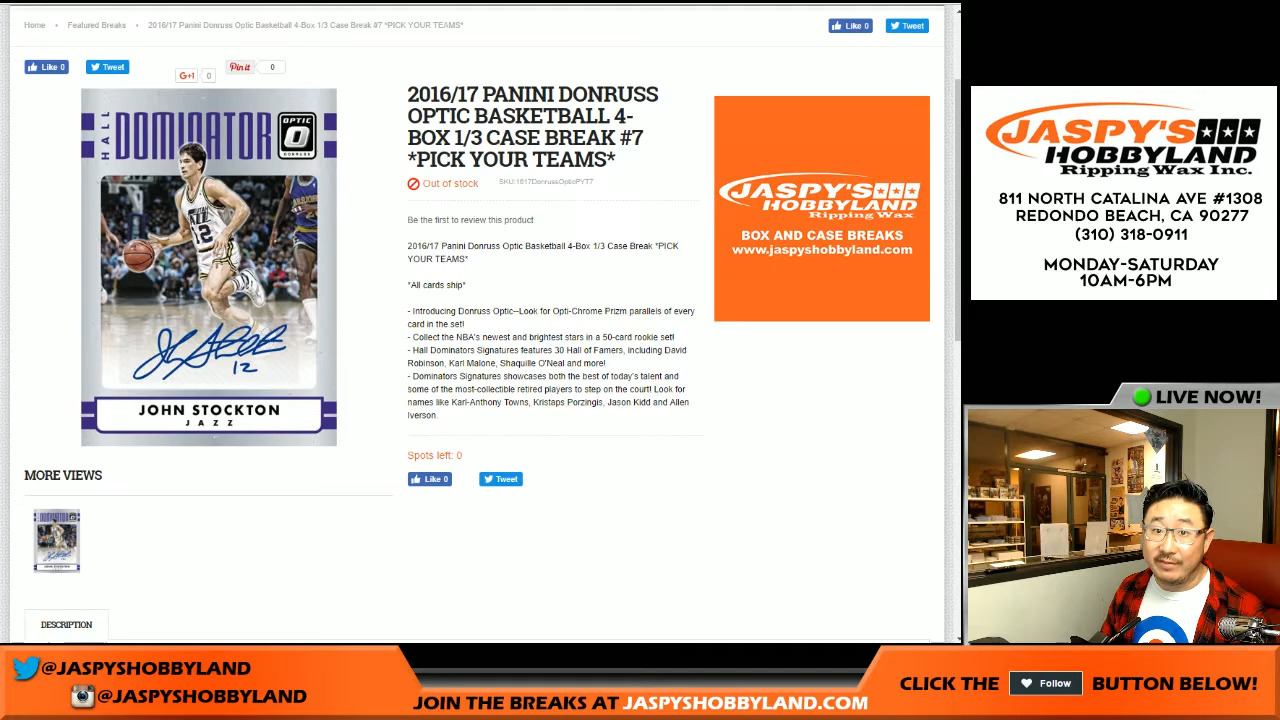 Home • Featured Breaks • 2016/17 Panini Donruss Optic Basketball 4-Box 1/3 Case Break #7 *PICK YOUR TEAMS*
Like 0 Tweet
Like 0 Tweet G+1 0 Pin it 0
HALL DOMINATOR OPTIC O DONRUSS
12
JOHN STOCKTON
JAZZ
MORE VIEWS
DESCRIPTION
2016/17 PANINI DONRUSS
OPTIC BASKETBALL 4-
BOX 1/3 CASE BREAK #7
*PICK YOUR TEAMS*
Out of stock SKU:1617DonrussOpticPYT7
Be the first to review this product
2016/17 Panini Donruss Optic Basketball 4-Box 1/3 Case Break *PICK
YOUR TEAMS*
*All cards ship*
- Introducing Donruss Optic--Look for Opti-Chrome Prizm parallels of every
card in the set!
- Collect the NBA's newest and brightest stars in a 50-card rookie set!
- Hall Dominators Signatures features 30 Hall of Famers, including David
Robinson, Karl Malone, Shaquille O'Neal and more!
- Dominators Signatures showcases both the best of today's talent and
some of the most-collectible retired players to step on the court! Look for
names like Karl-Anthony Towns, Kristaps Porzingis, Jason Kidd and Allen
Iverson.
Spots left: 0
Like 0 Tweet
JASPY'S
HOBBYLAND
Ripping Wax
BOX AND CASE BREAKS
www.jaspyshobbyland.com
JASPY'S
HOBBYLAND
Ripping Wax Inc.
811 NORTH CATALINA AVE #1308
REDONDO BEACH, CA 90277
(310) 318-0911
MONDAY-SATURDAY
10AM-6PM
LIVE NOW!
@JASPYSHOBBYLAND
@JASPYSHOBBYLAND
JOIN THE BREAKS AT JASPYSHOBBYLAND.COM
CLICK THE Follow BUTTON BELOW!